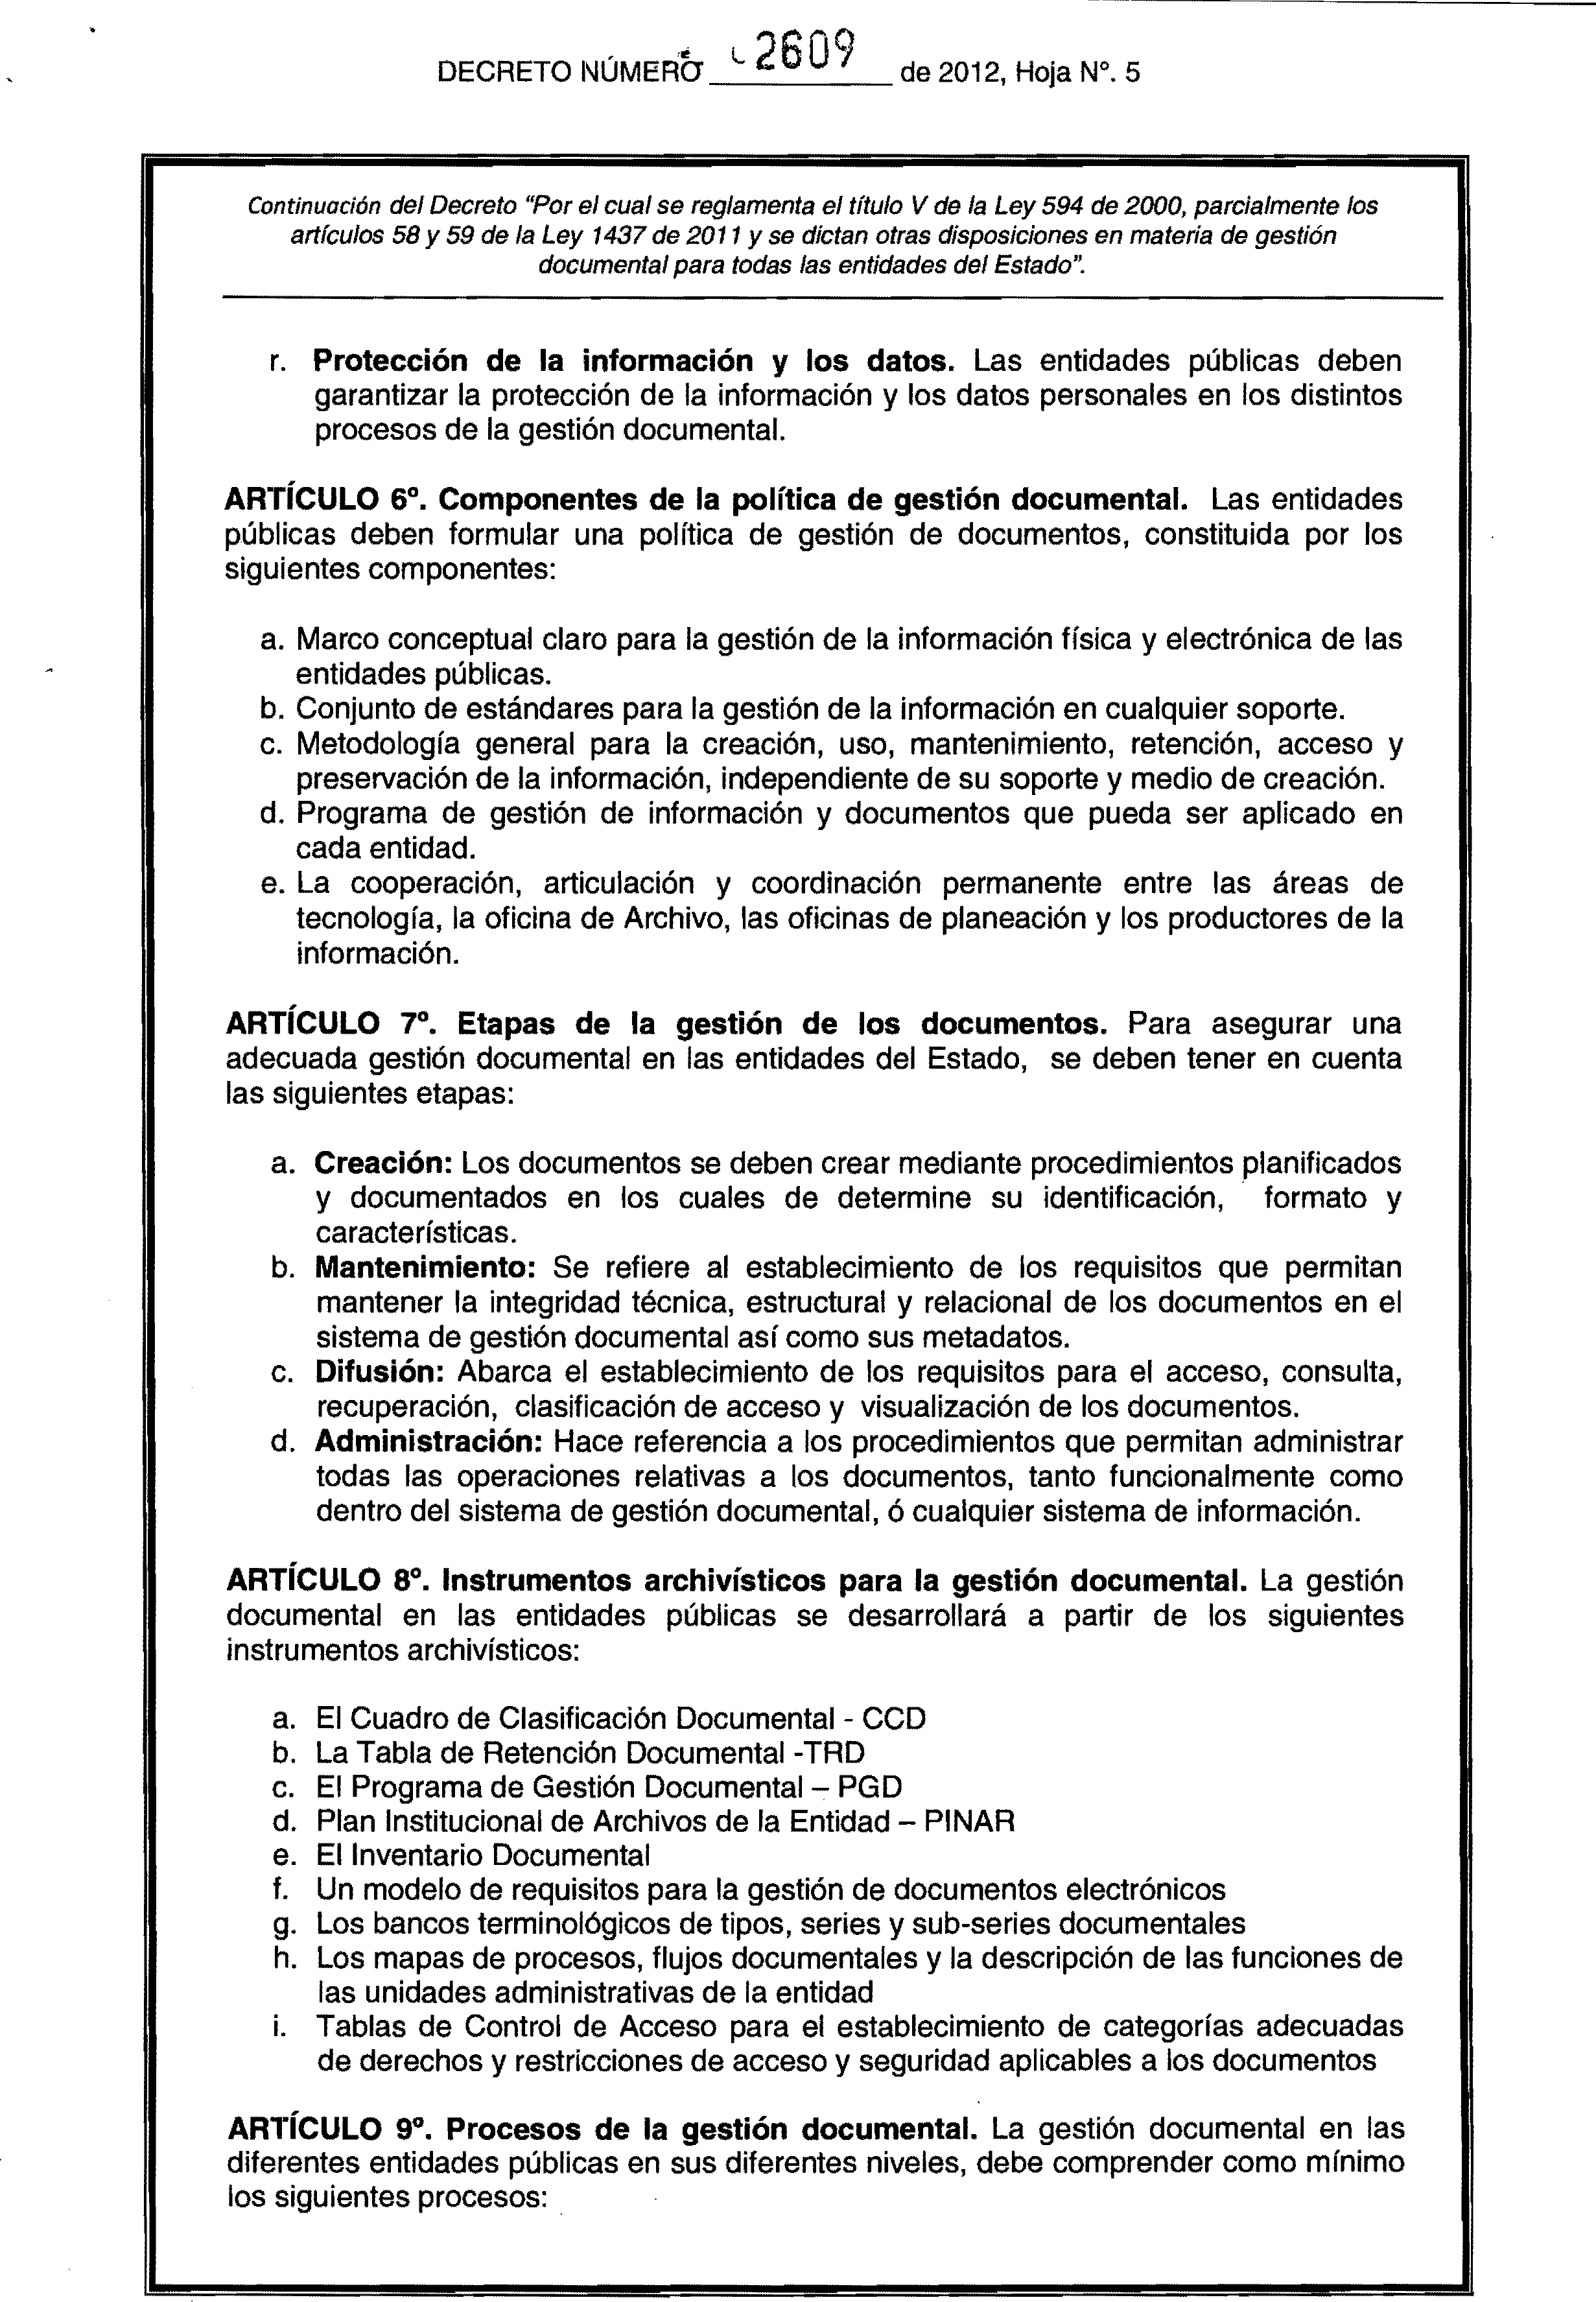 DECRETO NÚMERO 2609 de 2012, Hoja Nº. 5
Continuación del Decreto "Por el cual se reglamenta el título V de la Ley 594 de 2000, parcialmente los
artículos 58 y 59 de la Ley 1437 de 2011 y se dictan otras disposiciones en materia de gestión
documental para todas las entidades del Estado".
r. Protección de la información y los datos. Las entidades públicas deben
garantizar la protección de la información y los datos personales en los distintos
procesos de la gestión documental.
ARTÍCULO 6º. Componentes de la política de gestión documental. Las entidades
públicas deben formular una política de gestión de documentos, constituida por los
siguientes componentes:
a. Marco conceptual claro para la gestión de la información física y electrónica de las
entidades públicas.
b. Conjunto de estándares para la gestión de la información en cualquier soporte.
c. Metodología general para la creación, uso, mantenimiento, retención, acceso y
preservación de la información, independiente de su soporte y medio de creación.
d. Programa de gestión de información y documentos que pueda ser aplicado en
cada entidad.
e. La cooperación, articulación y coordinación permanente entre las áreas de
tecnología, la oficina de Archivo, las oficinas de planeación y los productores de la
información.
ARTÍCULO 7º. Etapas de la gestión de los documentos. Para asegurar una
adecuada gestión documental en las entidades del Estado, se deben tener en cuenta
las siguientes etapas:
a. Creación: Los documentos se deben crear mediante procedimientos planificados
y documentados en los cuales de determine su identificación, formato y
características.
b. Mantenimiento: Se refiere al establecimiento de los requisitos que permitan
mantener la integridad técnica, estructural y relacional de los documentos en el
sistema de gestión documental así como sus metadatos.
c. Difusión: Abarca el establecimiento de los requisitos para el acceso, consulta,
recuperación, clasificación de acceso y visualización de los documentos.
d. Administración: Hace referencia a los procedimientos que permitan administrar
todas las operaciones relativas a los documentos, tanto funcionalmente como
dentro del sistema de gestión documental, ó cualquier sistema de información.
ARTÍCULO 8º. Instrumentos archivísticos para la gestión documental. La gestión
documental en las entidades públicas se desarrollará a partir de los siguientes
instrumentos archivísticos:
a. El Cuadro de Clasificación Documental - CCD
b. La Tabla de Retención Documental -TRD
c. El Programa de Gestión Documental – PGD
d. Plan Institucional de Archivos de la Entidad – PINAR
e. El Inventario Documental
f. Un modelo de requisitos para la gestión de documentos electrónicos
g. Los bancos terminológicos de tipos, series y sub-series documentales
h. Los mapas de procesos, flujos documentales y la descripción de las funciones de
las unidades administrativas de la entidad
i. Tablas de Control de Acceso para el establecimiento de categorías adecuadas
de derechos y restricciones de acceso y seguridad aplicables a los documentos
ARTÍCULO 9º. Procesos de la gestión documental. La gestión documental en las
diferentes entidades públicas en sus diferentes niveles, debe comprender como mínimo
los siguientes procesos: